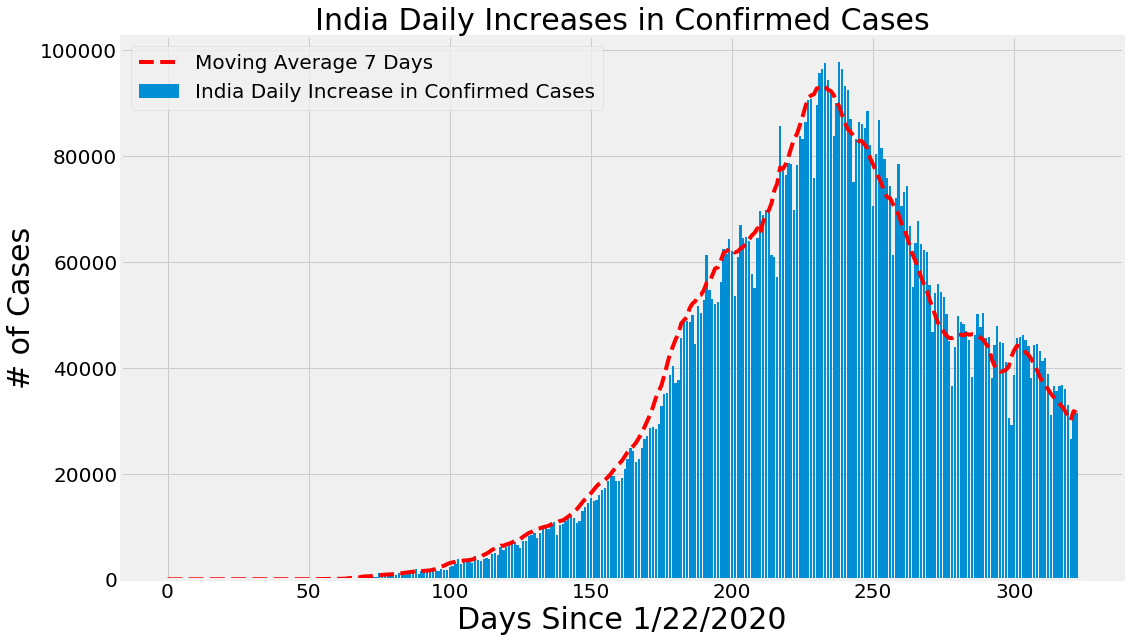 India Daily Increases in Confirmed Cases
100000
80000
60000
40000
20000
0
# of Cases
Moving Average 7 Days
India Daily Increase in Confirmed Cases
0 50 100 150 200 250 300
Days Since 1/22/2020